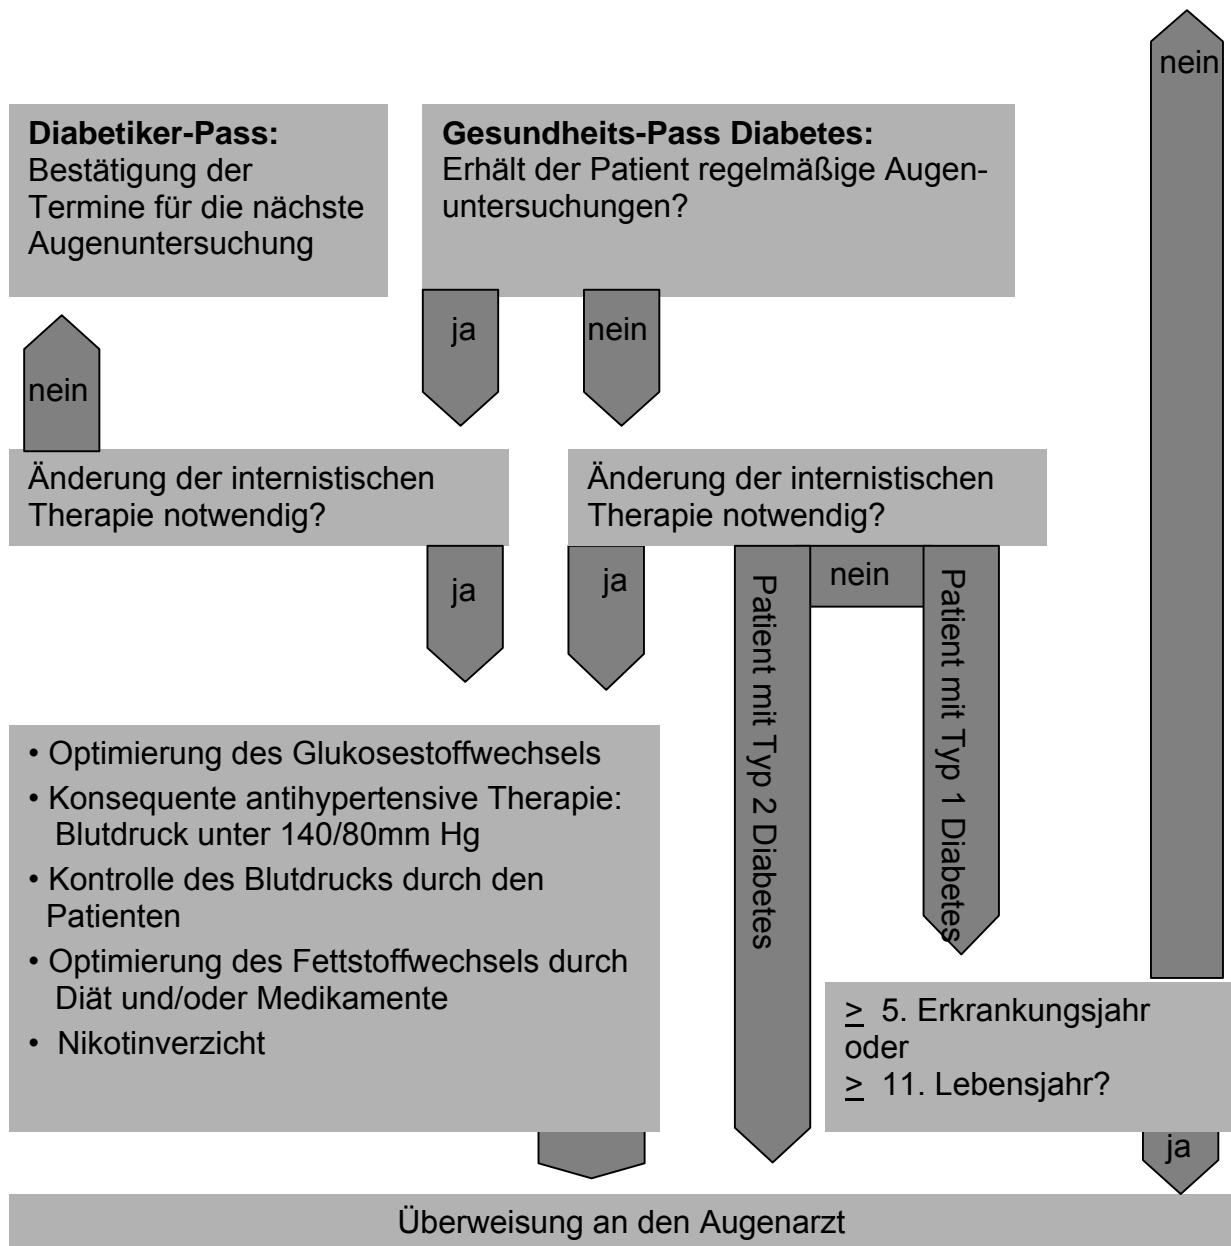 nein
Diabetiker-Pass:
Bestätigung der
Termine für die nächste
Augenuntersuchung
Gesundheits-Pass Diabetes:
Erhält der Patient regelmäßige Augen-
untersuchungen?
ja
nein
nein
Änderung der internistischen
Therapie notwendig?
Änderung der internistischen
Therapie notwendig?
ja
ja
nein
Patient mit Typ 2 Diabetes
Patient mit Typ 1 Diabetes
• Optimierung des Glukosestoffwechsels
• Konsequente antihypertensive Therapie:
Blutdruck unter 140/80mm Hg
• Kontrolle des Blutdrucks durch den
Patienten
• Optimierung des Fettstoffwechsels durch
Diät und/oder Medikamente
• Nikotinverzicht
≥ 5. Erkrankungsjahr
oder
≥ 11. Lebensjahr?
ja
Überweisung an den Augenarzt